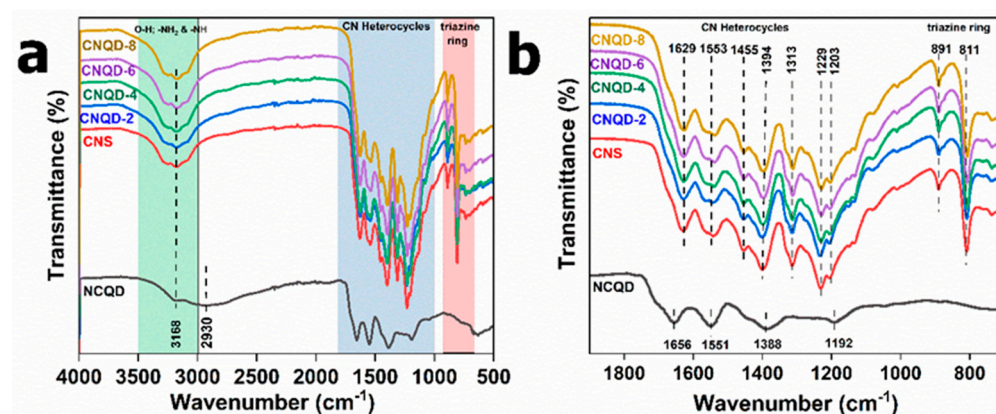 a
O-H; -NH₂ & -NH
CN Heterocycles
triazine
ring
CNQD-8
CNQD-6
CNQD-4
CNQD-2
CNS
NCQD
3168
2930
Transmittance (%)
4000 3500 3000 2500 2000 1500 1000 500
Wavenumber (cm⁻¹)
b
CN Heterocycles
triazine ring
1629 1553 1455 1394 1313 1229 1203 891 811
CNQD-8
CNQD-6
CNQD-4
CNQD-2
CNS
NCQD
1656 1551 1388 1192
Transmittance (%)
1800 1600 1400 1200 1000 800
Wavenumber (cm⁻¹)